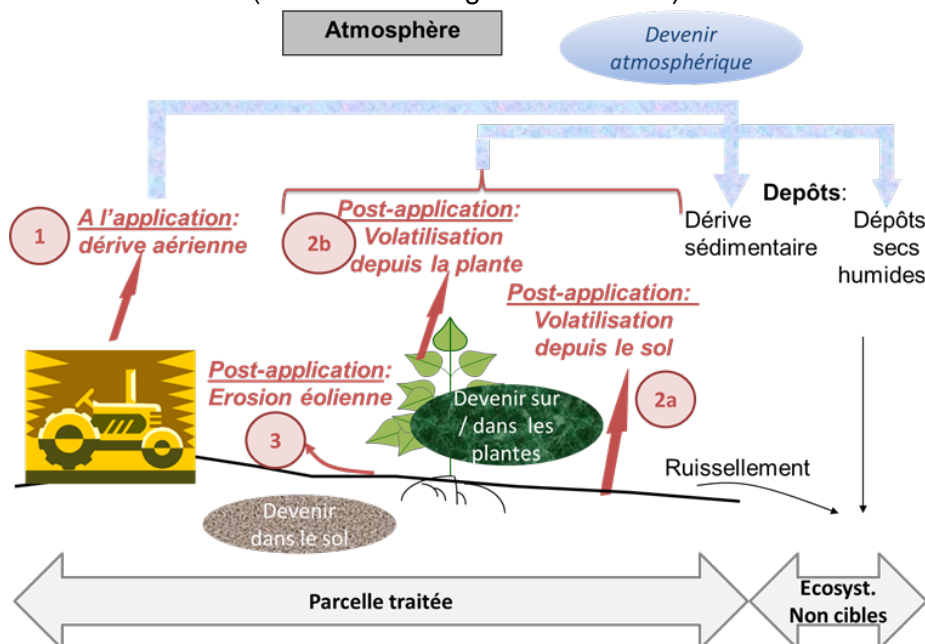 Atmosphère
Devenir
atmosphérique
1
A l'application:
dérive aérienne
2b
Post-application:
Volatilisation
depuis la plante
Depôts:
Dérive
sédimentaire
Dépôts
secs
humides
Post-application:
Volatilisation
depuis le sol
2a
Post-application:
Erosion éolienne
3
Devenir sur
/ dans les
plantes
Ruissellement
Devenir
dans le sol
Parcelle traitée
Ecosyst.
Non cibles